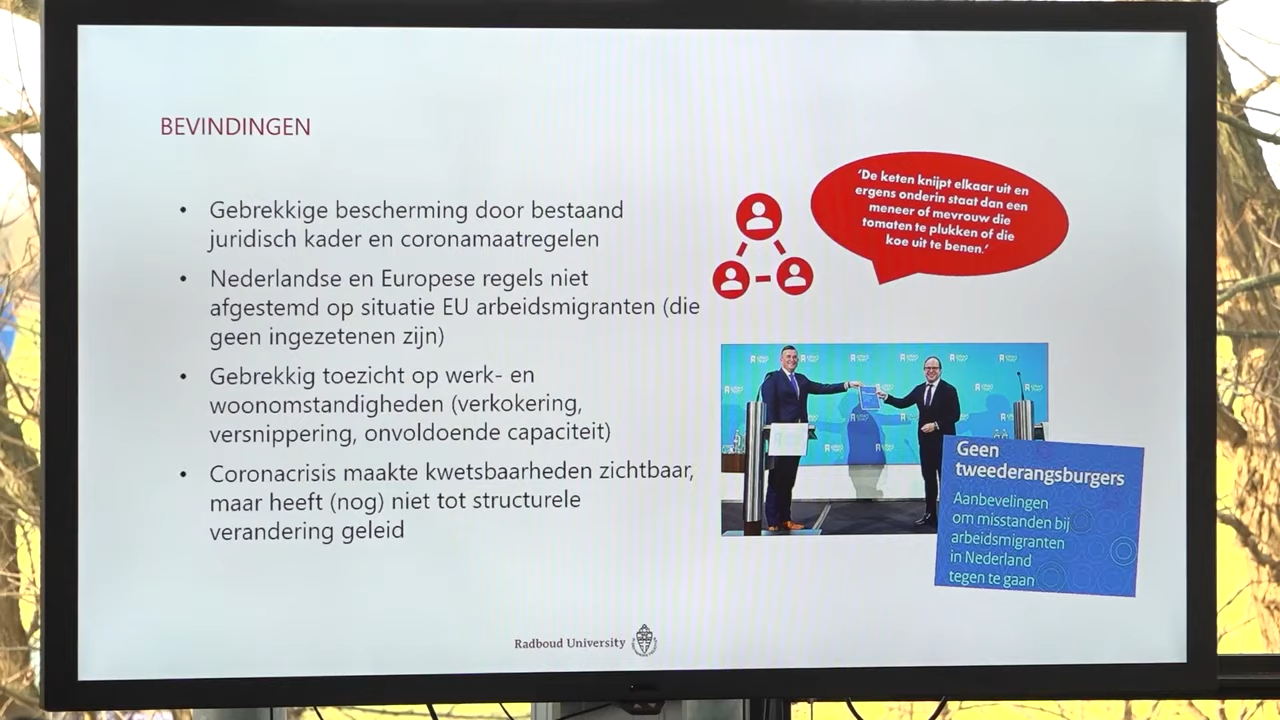 BEVINDINGEN
• Gebrekkige bescherming door bestaand
juridisch kader en coronamaatregelen
• Nederlandse en Europese regels niet
afgestemd op situatie EU arbeidsmigranten (die
geen ingezetenen zijn)
• Gebrekkig toezicht op werk- en
woonomstandigheden (verkokering,
versnippering, onvoldoende capaciteit)
• Coronacrisis maakte kwetsbaarheden zichtbaar,
maar heeft (nog) niet tot structurele
verandering geleid
'De keten knijpt elkaar uit en
ergens onderin staat dan een
meneer of mevrouw die
tomaten te plukken of die
koe uit te benen.'
Geen
tweederangsburgers
Aanbevelingen
om misstanden bij
arbeidsmigranten
in Nederland
tegen te gaan
Radboud University